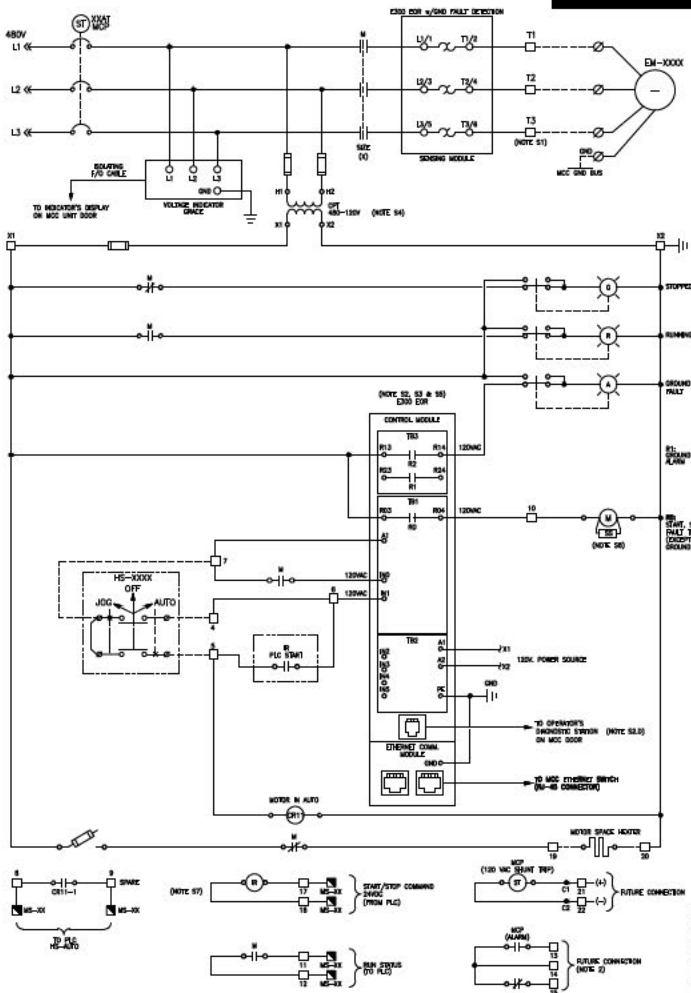 480V
ST XXAT
MCP
E300 EOR w/GND FAULT DETECTION
L1 M L1/1 T1/2 T1 EM-XXXX
L2 L2/3 T2/4 T2
L3 L3/5 T3/6 T3
SIZE
(X)
(NOTE S1)
SENSING MODULE
GND
MCC GND BUS
ISOLATING
F/O CABLE
L1 L2 L3
GND
TO INDICATOR'S DISPLAY
ON MCC UNIT DOOR
VOLTAGE INDICATOR
GRACE
H1 H2
CPT
480-120V (NOTE S4)
X1 X2
X1 X2
M G STOPPED
M R RUNNING
A GROUND
FAULT
(NOTE S2, S3 & S5)
E300 EOR
CONTROL MODULE
TB3
R13 R14 120VAC
R2
R23 R24
R1
R1:
GROUND
ALARM
TB1
R03 R04 120VAC 10 M
R0
SS
(NOTE S6)
START, S
FAULT T
(EXCEPT
GROUND
A1
7
M 120VAC IN0
6 120VAC IN1
HS-XXXX
OFF
JOG AUTO
4
5
IR
PLC START
TB2
IN2
IN3
IN4
IN5
A1 X1
A2 X2
120V. POWER SOURCE
PE GND
TO OPERATOR'S
DIAGNOSTIC STATION (NOTE S2.D)
ON MCC DOOR
ETHERNET COMM.
MODULE
GND
TO MCC ETHERNET SWITCH
(RJ-45 CONNECTOR)
MOTOR IN AUTO
CR11
M 19 MOTOR SPACE HEATER 20
8 9 SPARE
CR11-1
MS-XX MS-XX
TO PLC
HS-AUTO
(NOTE S7) IR
17 MS-XX
18 MS-XX
START/STOP COMMAND
24VDC
(FROM PLC)
M
11 MS-XX
12 MS-XX
RUN STATUS
(TO PLC)
MCP
(120 VAC SHUNT TRIP)
ST C1 21 (+)
C2 22 (-)
FUTURE CONNECTION
MCP
(ALARM)
13
14
15
FUTURE CONNECTION
(NOTE 2)